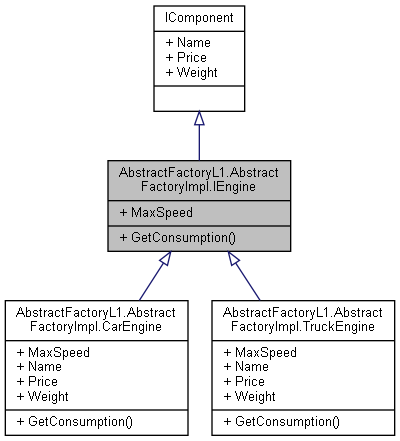 IComponent
+ Name
+ Price
+ Weight
AbstractFactoryL1.Abstract
FactoryImpl.IEngine
+ MaxSpeed
+ GetConsumption()
AbstractFactoryL1.Abstract
FactoryImpl.CarEngine
+ MaxSpeed
+ Name
+ Price
+ Weight
+ GetConsumption()
AbstractFactoryL1.Abstract
FactoryImpl.TruckEngine
+ MaxSpeed
+ Name
+ Price
+ Weight
+ GetConsumption()